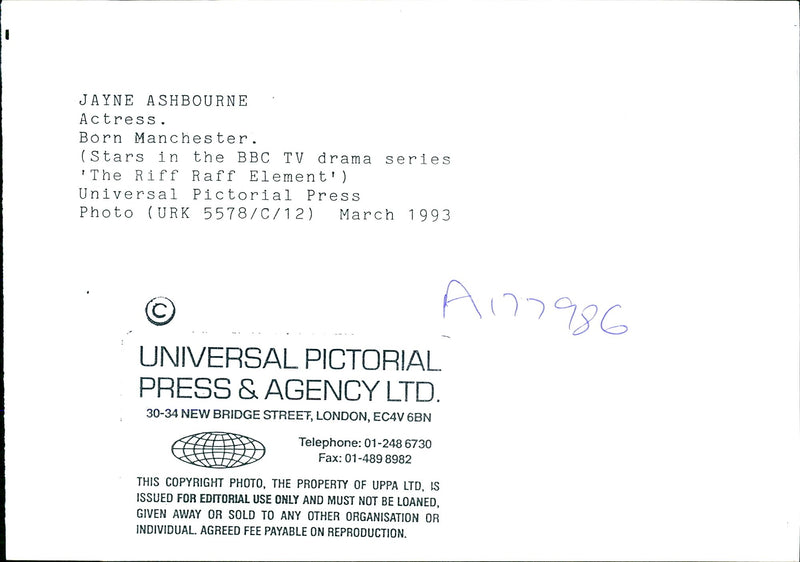 JAYNE ASHBOURNE
Actress.
Born Manchester.
(Stars in the BBC TV drama series
'The Riff Raff Element')
Universal Pictorial Press
Photo (URK 5578/C/12) March 1993
A177986
©
UNIVERSAL PICTORIAL
PRESS & AGENCY LTD.
30-34 NEW BRIDGE STREET, LONDON, EC4V 6BN
Telephone: 01-248 6730
Fax: 01-489 8982
THIS COPYRIGHT PHOTO, THE PROPERTY OF UPPA LTD, IS
ISSUED FOR EDITORIAL USE ONLY AND MUST NOT BE LOANED,
GIVEN AWAY OR SOLD TO ANY OTHER ORGANISATION OR
INDIVIDUAL. AGREED FEE PAYABLE ON REPRODUCTION.